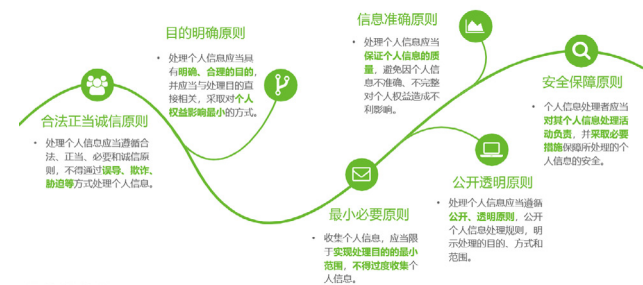 合法正当诚信原则
• 处理个人信息应当遵循合
法、正当、必要和诚信原
则，不得通过误导、欺诈、
胁迫等方式处理个人信息。
目的明确原则
• 处理个人信息应当具
有明确、合理的目的，
并应当与处理目的直
接相关，采取对个人
权益影响最小的方式。
最小必要原则
• 收集个人信息，应当限
于实现处理目的的最小
范围，不得过度收集个
人信息。
信息准确原则
• 处理个人信息应当
保证个人信息的质
量，避免因个人信
息不准确、不完整
对个人权益造成不
利影响。
公开透明原则
• 处理个人信息应当遵循
公开、透明原则，公开
个人信息处理规则，明
示处理的目的、方式和
范围。
安全保障原则
• 个人信息处理者应当
对其个人信息处理活
动负责，并采取必要
措施保障所处理的个
人信息的安全。